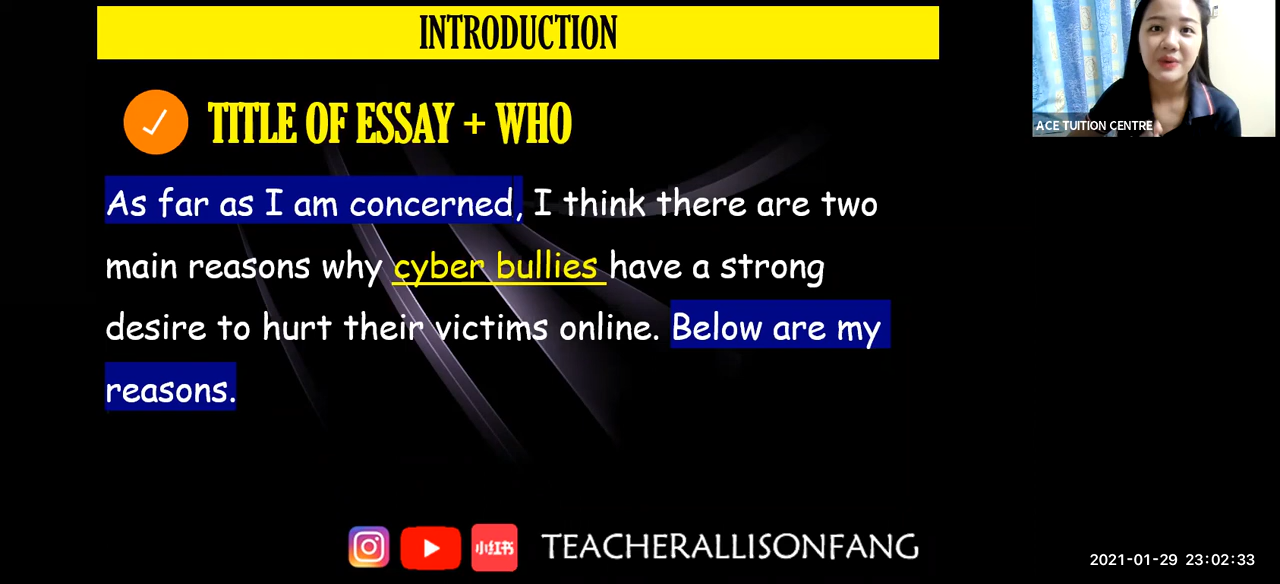 INTRODUCTION
TITLE OF ESSAY + WHO
As far as I am concerned, I think there are two
main reasons why cyber bullies have a strong
desire to hurt their victims online. Below are my
reasons.
ACE TUITION CENTRE
小红书
TEACHERALLISONFANG
2021-01-29 23:02:33